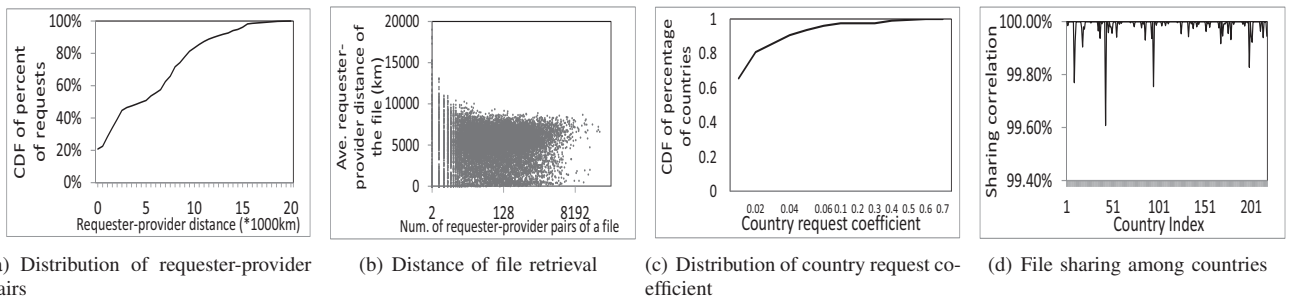 100%
80%
60%
40%
20%
0%
CDF of percent
of requests
0 5 10 15 20
Requester-provider distance (*1000km)
20000
15000
10000
5000
0
Ave. requester-
provider distance of
the file (km)
2 128 8192
Num. of requester-provider pairs of a file
1
0.8
0.6
0.4
0.2
0
CDF of percentage
of countries
0.02 0.04 0.06 0.1 0.2 0.3 0.4 0.5 0.6 0.7
Country request coefficient
100.00%
99.80%
99.60%
99.40%
Sharing correlation
1 51 101 151 201
Country Index
) Distribution of requester-provider
airs
(b) Distance of file retrieval
(c) Distribution of country request co-
efficient
(d) File sharing among countries